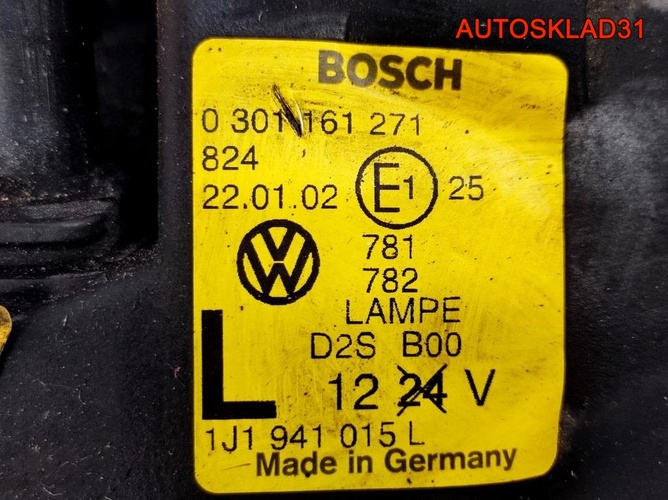 AUTOSKLAD31
BOSCH
0 301 161 271
824
22.01.02 E1 25
VW
781
782
LAMPE
D2S B00
L 12 24 V
1J1 941 015 L
Made in Germany